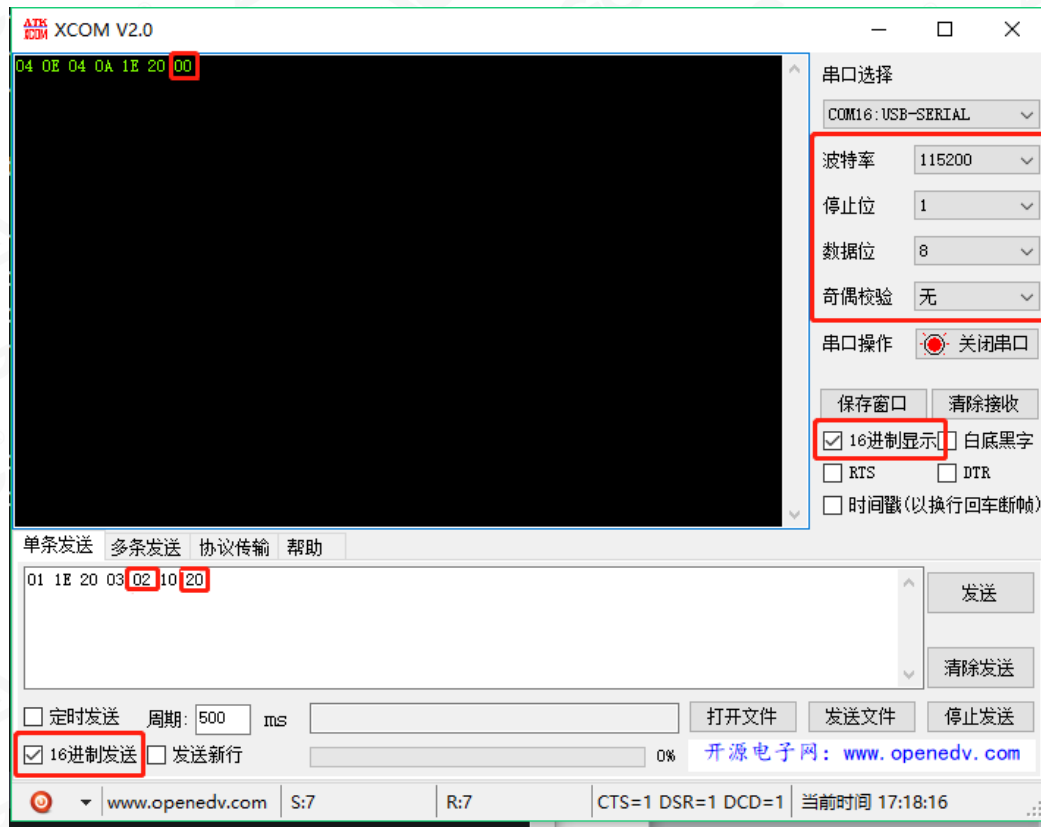 ATK XCOM XCOM V2.0
04 0E 04 0A 1E 20 00
串口选择
COM16:USB-SERIAL
波特率 115200
停止位 1
数据位 8
奇偶校验 无
串口操作 关闭串口
保存窗口 清除接收
16进制显示 白底黑字
RTS DTR
时间戳(以换行回车断帧)
单条发送 多条发送 协议传输 帮助
01 1E 20 03 02 10 20
发送
清除发送
定时发送 周期: 500 ms 打开文件 发送文件 停止发送
16进制发送 发送新行 0% 开源电子网: www.openedv.com
www.openedv.com S:7 R:7 CTS=1 DSR=1 DCD=1 当前时间 17:18:16